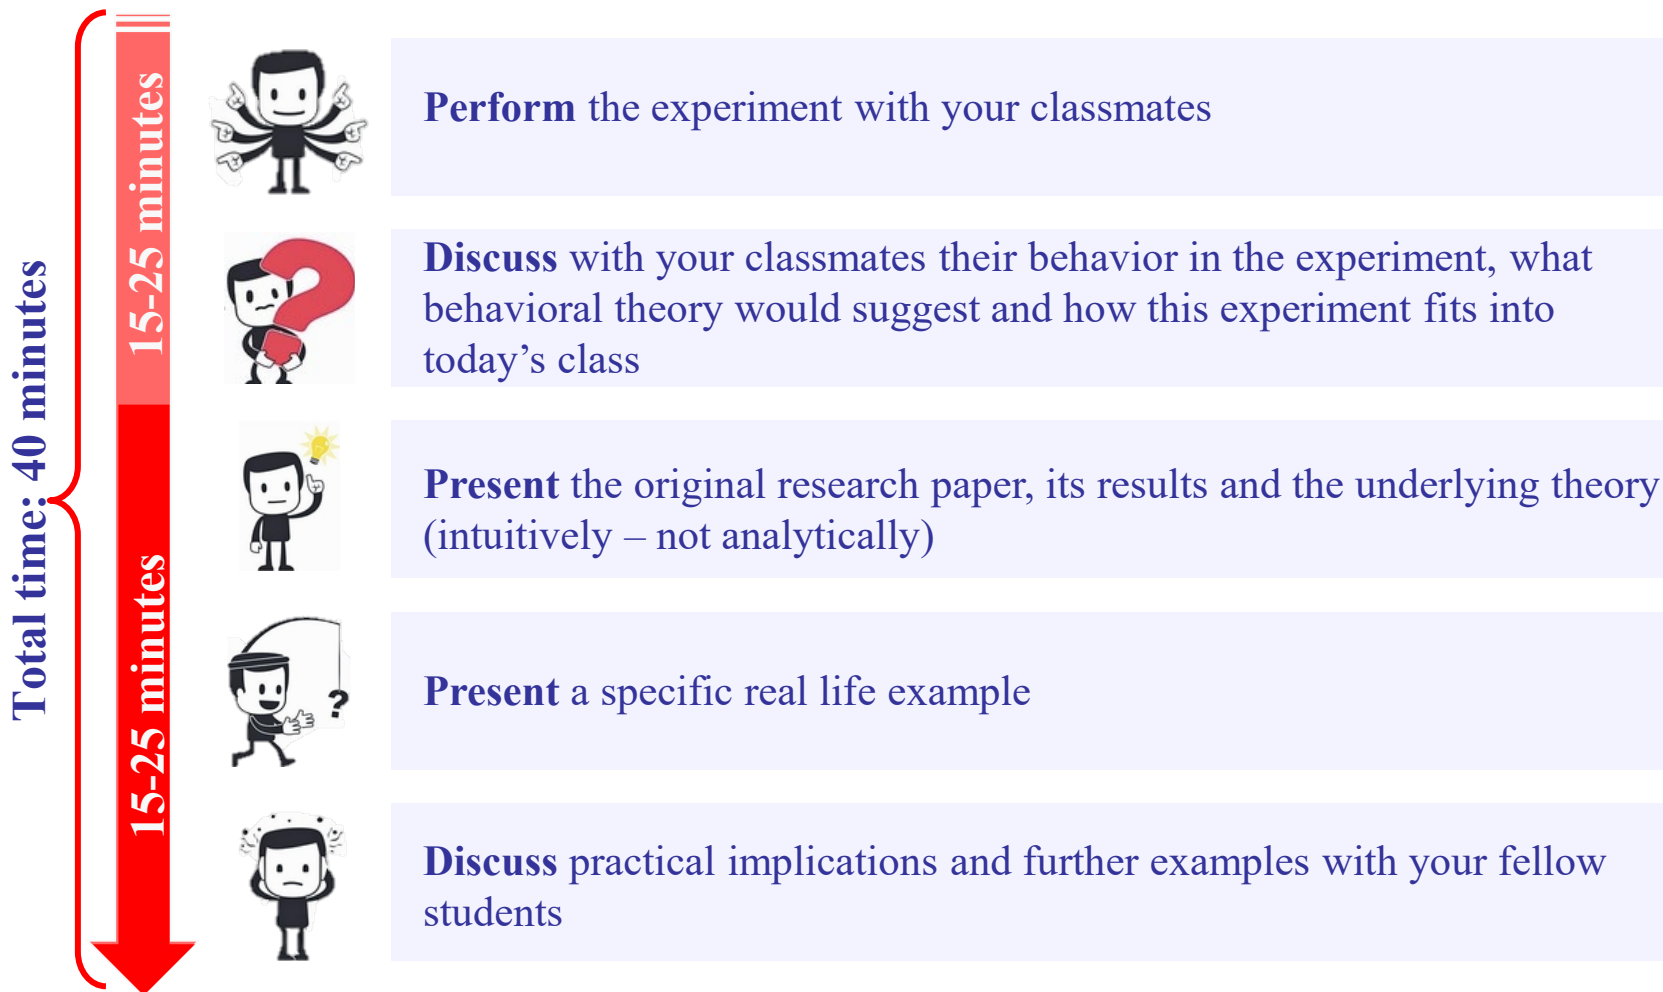 Total time: 40 minutes
15-25 minutes
15-25 minutes
Perform the experiment with your classmates
Discuss with your classmates their behavior in the experiment, what
behavioral theory would suggest and how this experiment fits into
today’s class
Present the original research paper, its results and the underlying theory
(intuitively – not analytically)
?
Present a specific real life example
Discuss practical implications and further examples with your fellow
students